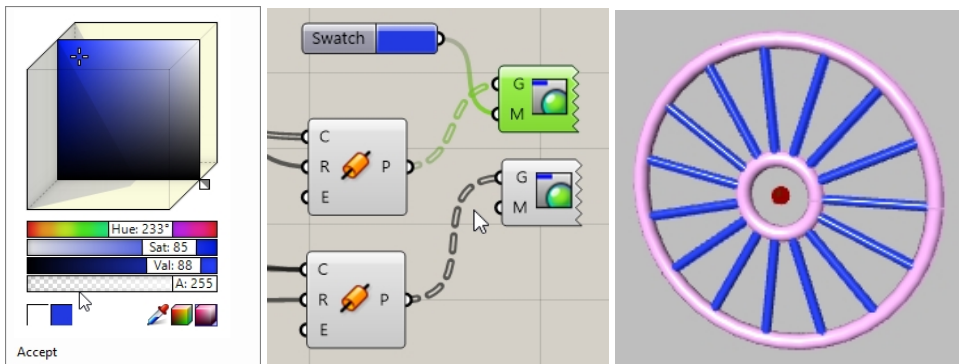 Hue: 233°
Sat: 85
Val: 88
A: 255
Accept
Swatch
G
M
C
R P
E
G
M
C
R P
E